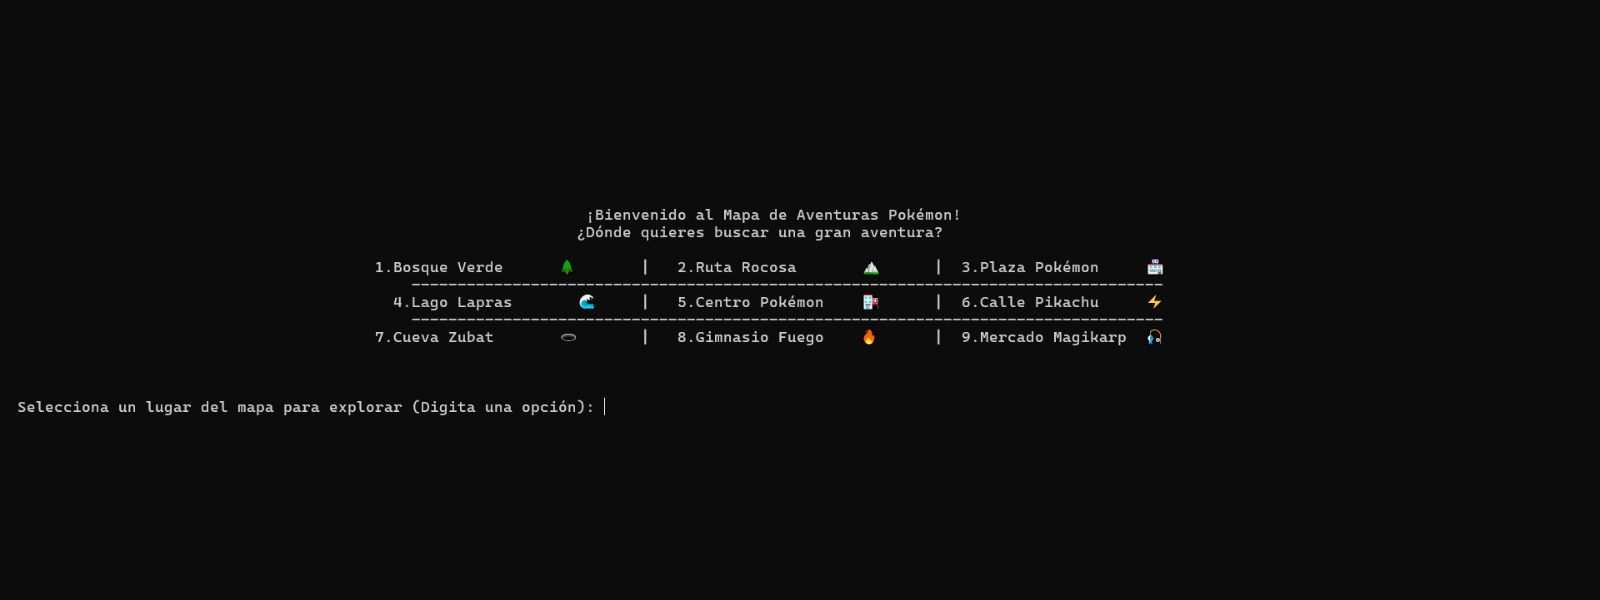 ¡Bienvenido al Mapa de Aventuras Pokémon!
¿Dónde quieres buscar una gran aventura?
1.Bosque Verde 🌲 | 2.Ruta Rocosa ⛰️ | 3.Plaza Pokémon 🏪
----------------------------------------------------------------------------------
4.Lago Lapras 🌊 | 5.Centro Pokémon 🏥 | 6.Calle Pikachu ⚡
----------------------------------------------------------------------------------
7.Cueva Zubat 🕳️ | 8.Gimnasio Fuego 🔥 | 9.Mercado Magikarp 🎣
Selecciona un lugar del mapa para explorar (Digita una opción):